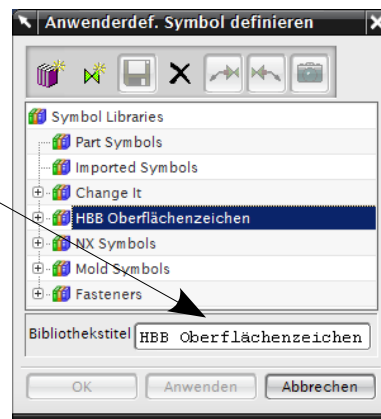 Anwenderdef. Symbol definieren
Symbol Libraries
Part Symbols
Imported Symbols
Change It
HBB Oberflächenzeichen
NX Symbols
Mold Symbols
Fasteners
Bibliothekstitel HBB Oberflächenzeichen
OK Anwenden Abbrechen